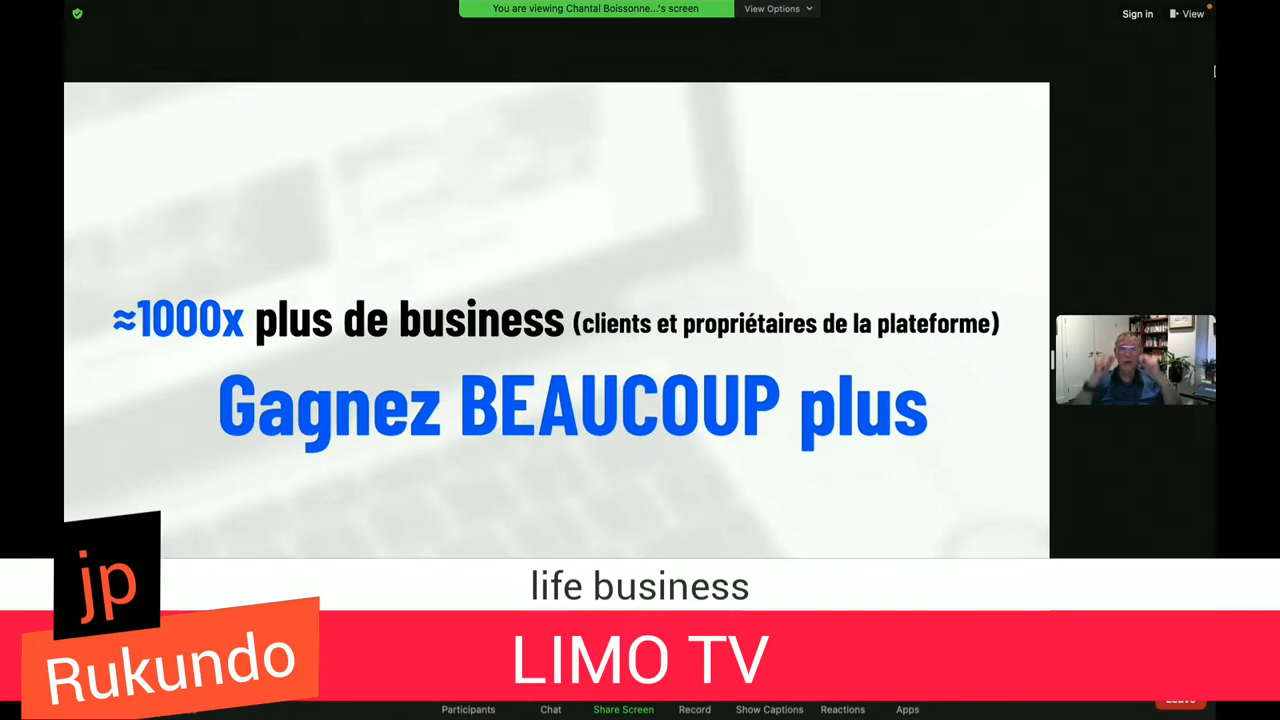 You are viewing Chantal Boissonne...'s screen
View Options
Sign in
View
≈1000x plus de business (clients et propriétaires de la plateforme)
Gagnez BEAUCOUP plus
jp
Rukundo
life business
LIMO TV
Participants
Chat
Share Screen
Record
Show Captions
Reactions
Apps
Leave